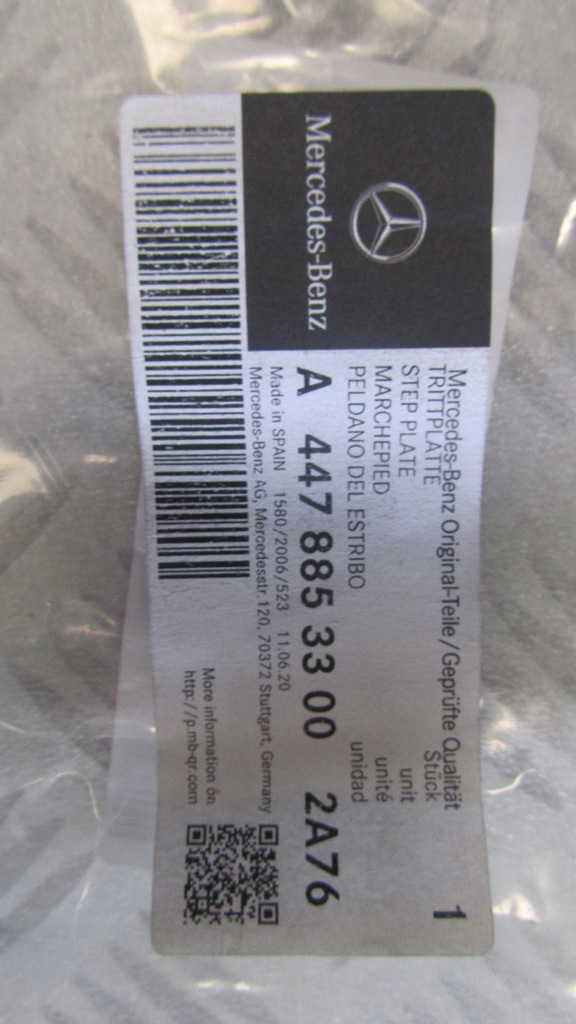 Mercedes-Benz
Mercedes-Benz Original-Teile/Geprüfte Qualität
TRITTPLATTE Stück 1
STEP PLATE unit
MARCHEPIED unité
PELDANO DEL ESTRIBO unidad
A 447 885 33 00 2A76
Made in SPAIN 1580/2006/523 11.06.20
Mercedes-Benz AG, Mercedesstr. 120, 70372 Stuttgart, Germany
More information on
http://p.mb-qr.com